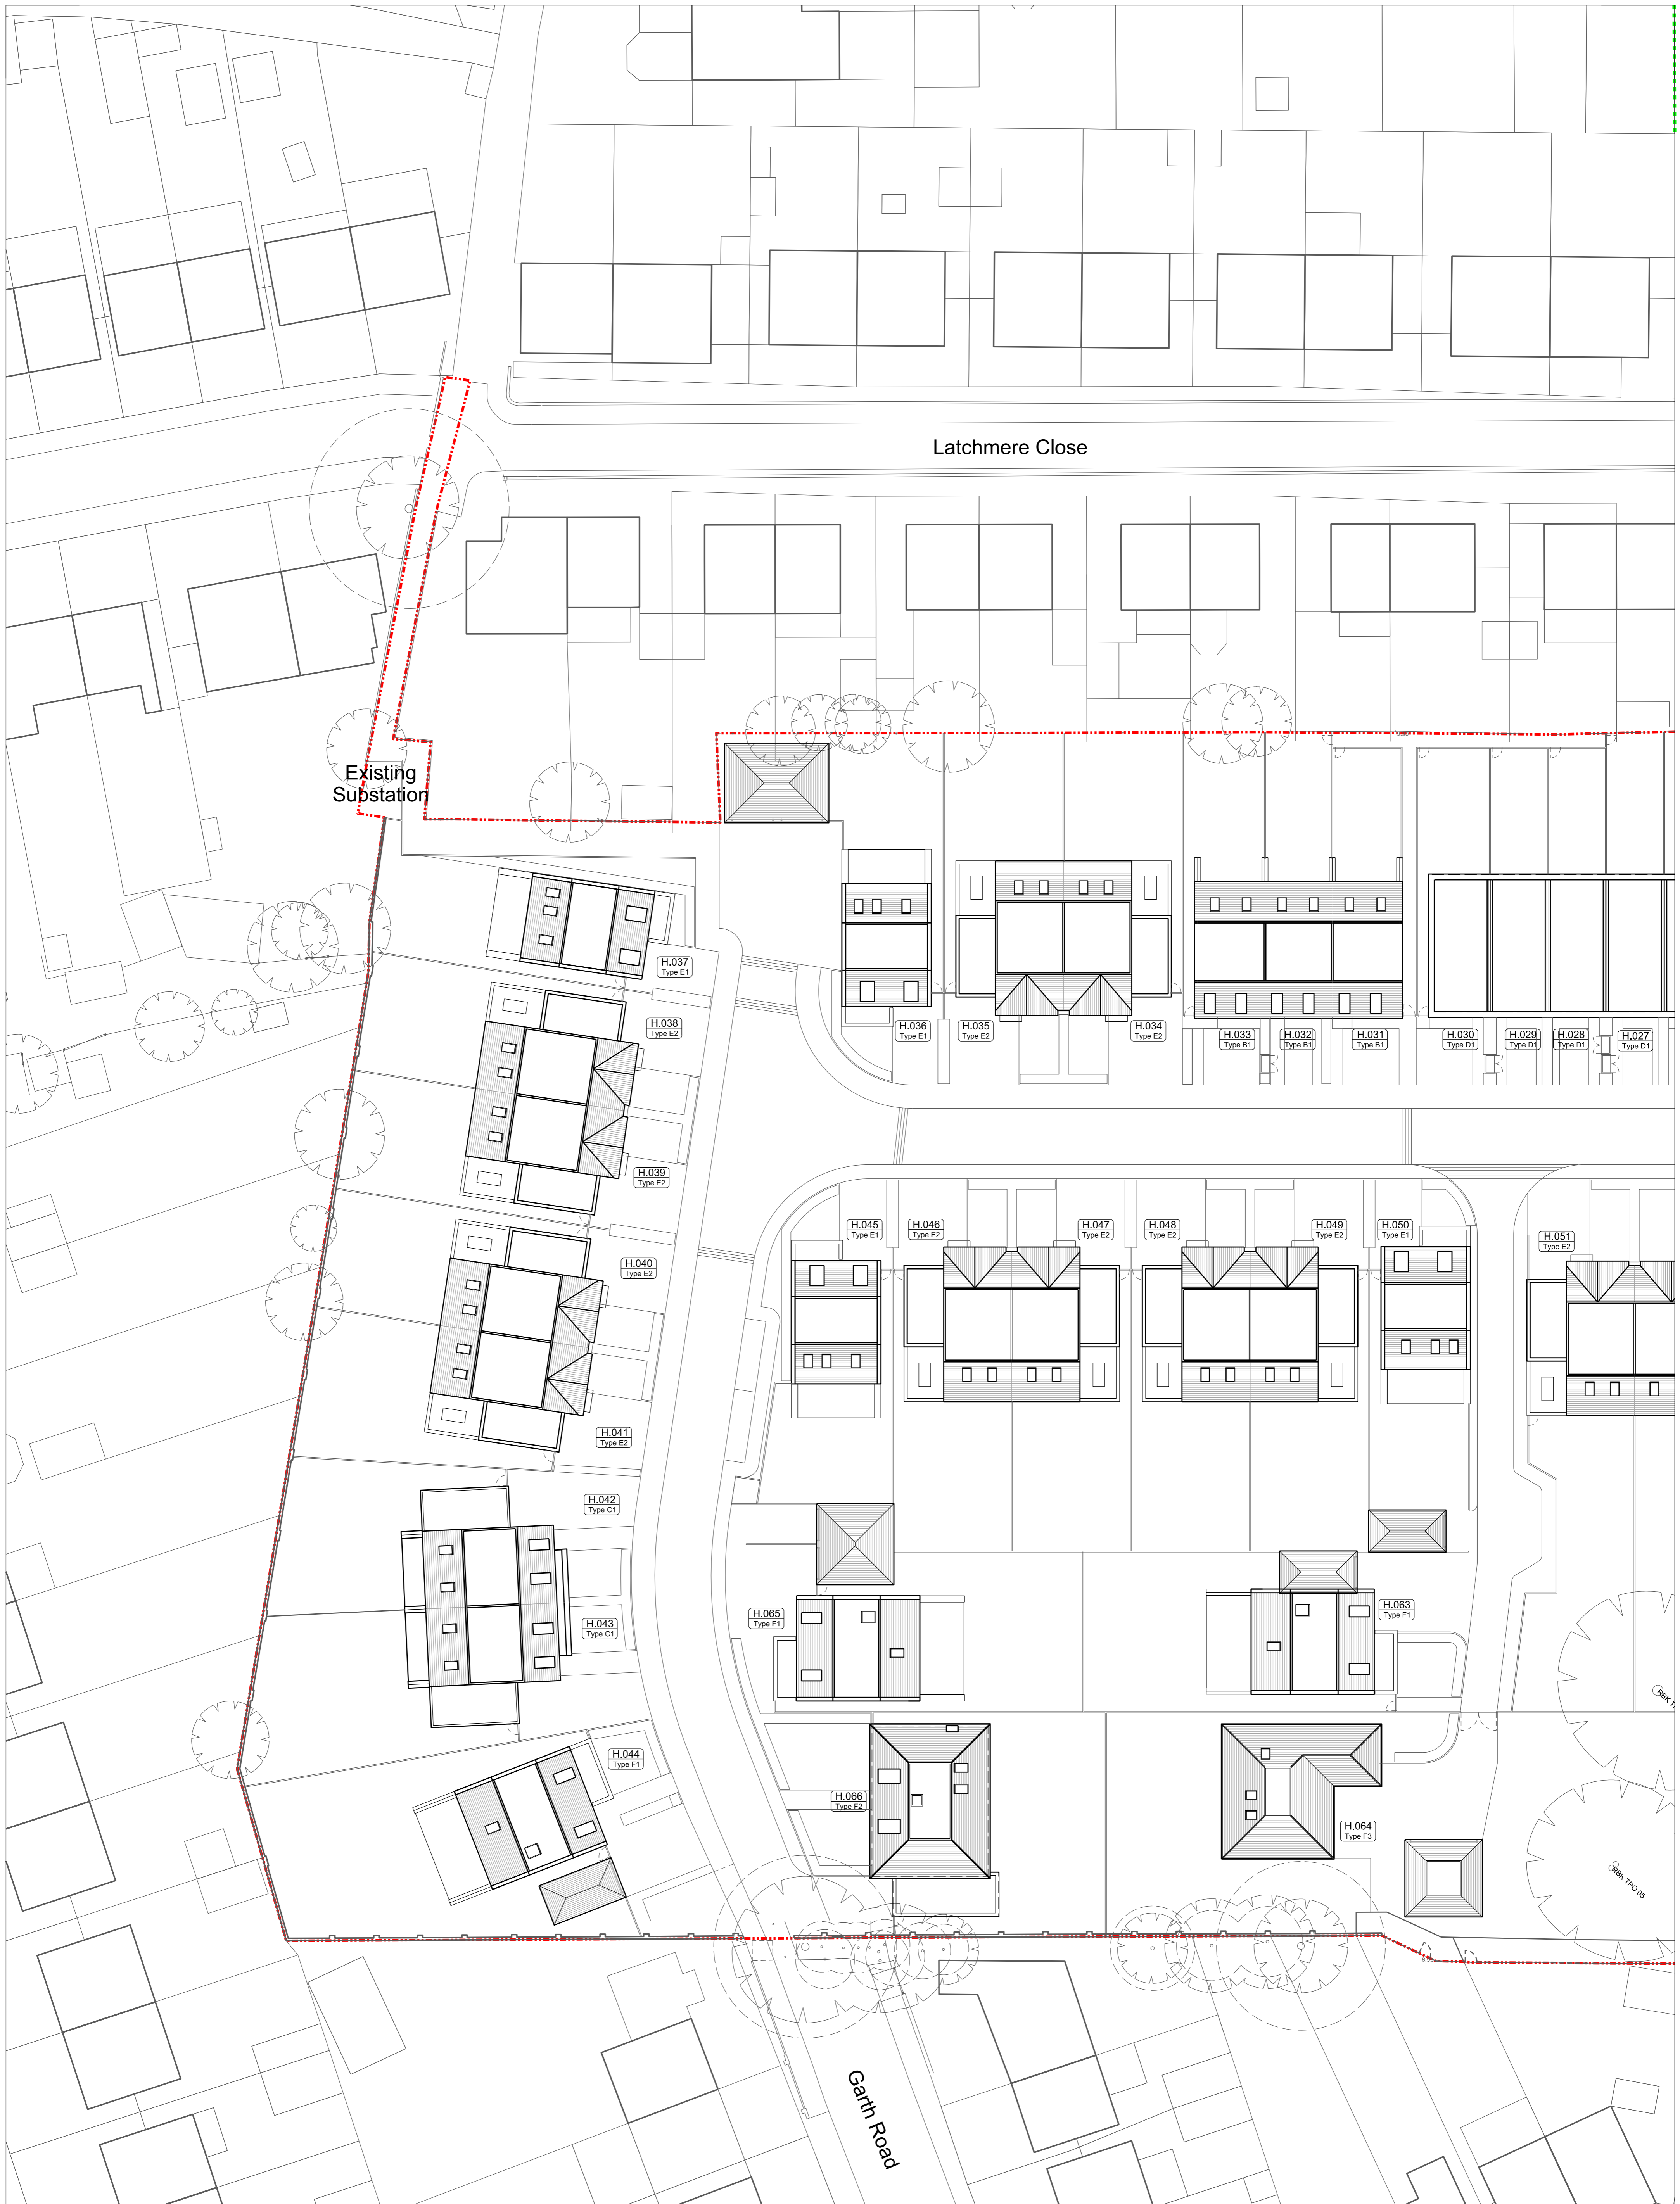 Latchmere Close
Existing
Substation
H.037
Type E1
H.038
Type E2
H.036
Type E1
H.035
Type E2
H.034
Type E2
H.033
Type B1
H.032
Type B1
H.031
Type B1
H.030
Type D1
H.029
Type D1
H.028
Type D1
H.027
Type D1
H.039
Type E2
H.040
Type E2
H.045
Type E1
H.046
Type E2
H.047
Type E2
H.048
Type E2
H.049
Type E2
H.050
Type E1
H.051
Type E2
H.041
Type E2
H.042
Type C1
H.043
Type C1
H.065
Type F1
H.063
Type F1
RBK
H.044
Type F1
H.066
Type F2
H.064
Type F3
RBK TPO 05
Garth Road